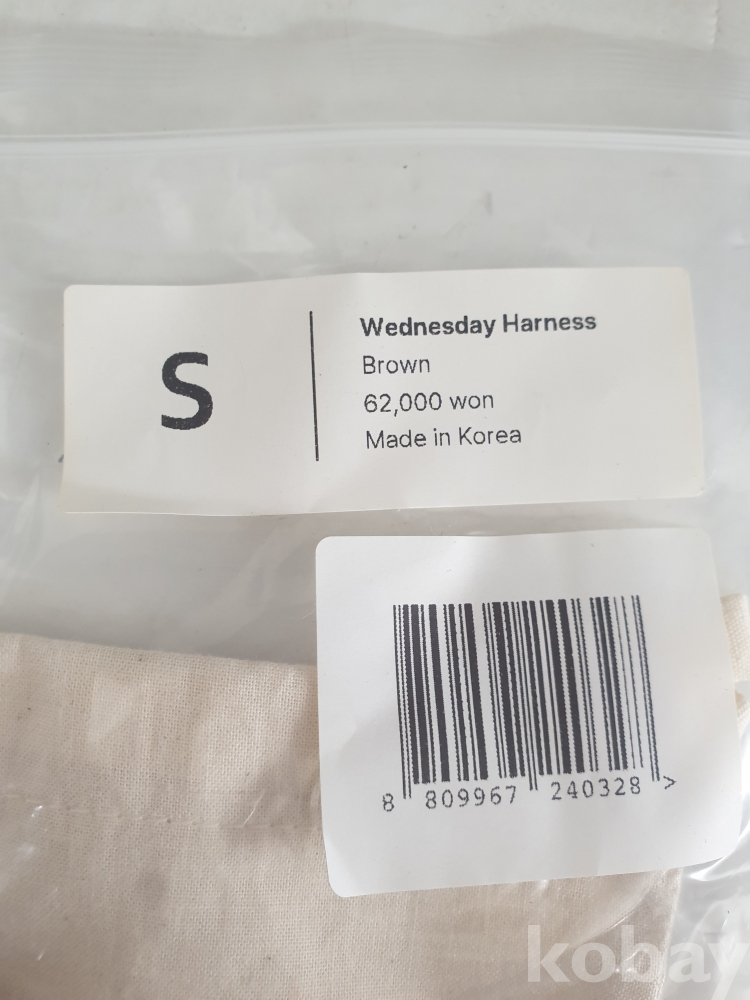 S
Wednesday Harness
Brown
62,000 won
Made in Korea
8 809967 240328 >
kobay